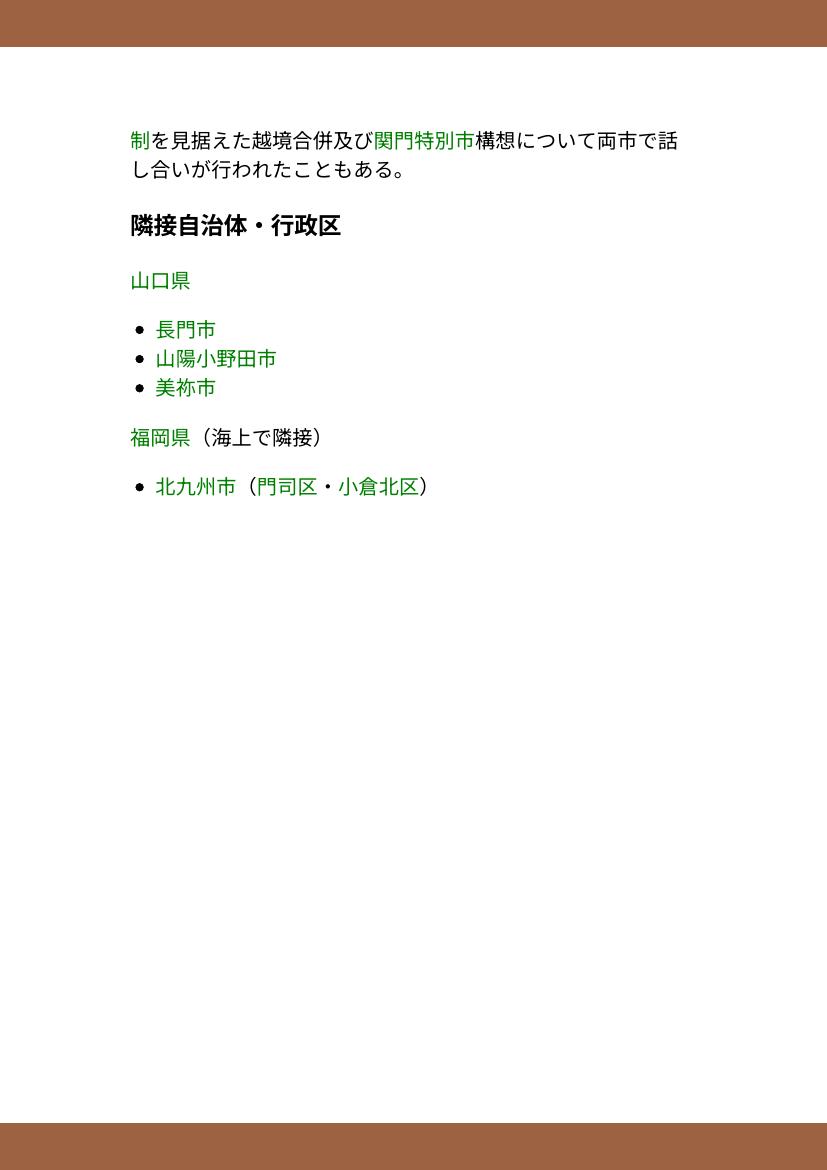 制を見据えた越境合併及び関門特別市構想について両市で話
し合いが行われたこともある。
隣接自治体・行政区
山口県
• 長門市
• 山陽小野田市
• 美祢市
福岡県（海上で隣接）
• 北九州市（門司区・小倉北区）